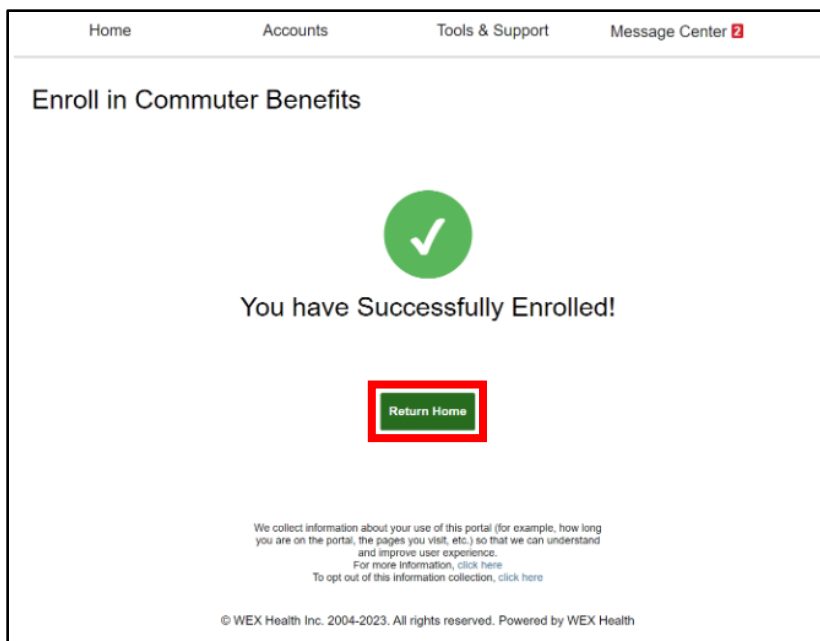 Home Accounts Tools & Support Message Center 2
Enroll in Commuter Benefits
You have Successfully Enrolled!
Return Home
We collect information about your use of this portal (for example, how long
you are on the portal, the pages you visit, etc.) so that we can understand
and improve user experience.
For more information, click here
To opt out of this information collection, click here
© WEX Health Inc. 2004-2023. All rights reserved. Powered by WEX Health